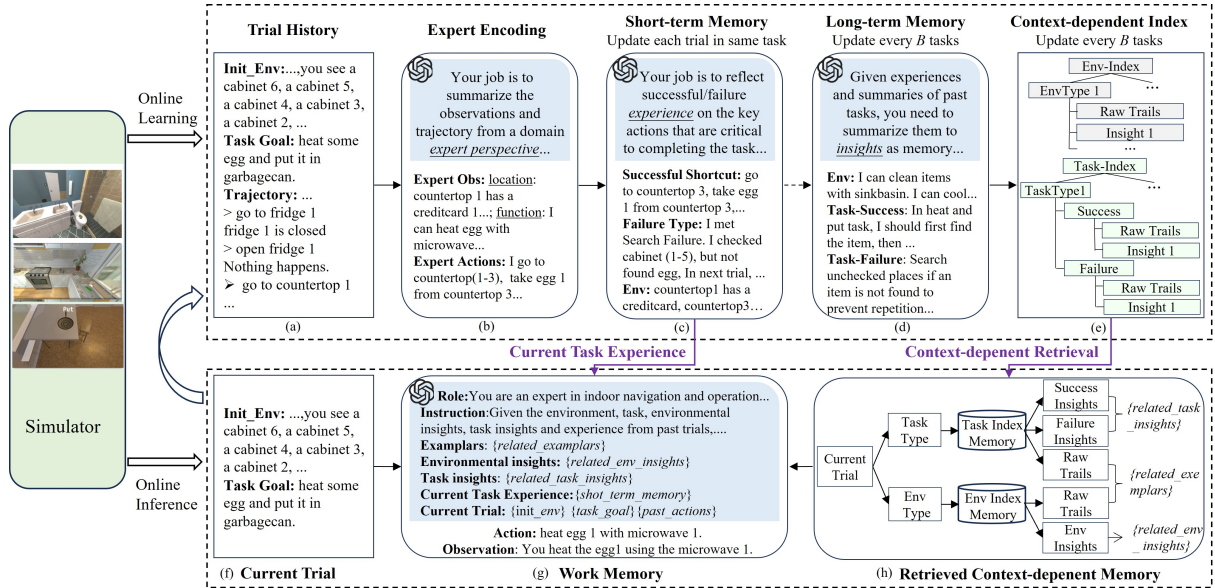 Trial History
Init_Env:...,you see a
cabinet 6, a cabinet 5,
a cabinet 4, a cabinet 3,
a cabinet 2, ...
Task Goal: heat some
egg and put it in
garbagecan.
Trajectory: ...
> go to fridge 1
fridge 1 is closed
> open fridge 1
Nothing happens.
➢ go to countertop 1
...
(a)
Expert Encoding
Your job is to
summarize the
observations and
trajectory from a domain
expert perspective...
Expert Obs: location:
countertop 1 has a
creditcard 1...; function: I
can heat egg with
microwave...
Expert Actions: I go to
countertop(1-3), take egg 1
from countertop 3...
(b)
Short-term Memory
Update each trial in same task
Your job is to reflect
successful/failure
experience on the key
actions that are critical
to completing the task...
Successful Shortcut: go
to countertop 3, take egg
1 from countertop 3,...
Failure Type: I met
Search Failure. I checked
cabinet (1-5), but not
found egg, In next trial, ...
Env: countertop1 has a
creditcard, countertop3...
(c)
Long-term Memory
Update every B tasks
Given experiences
and summaries of past
tasks, you need to
summarize them to
insights as memory...
Env: I can clean items
with sinkbasin. I can cool...
Task-Success: In heat and
put task, I should first find
the item, then ...
Task-Failure: Search
unchecked places if an
item is not found to
prevent repetition...
(d)
Context-dependent Index
Update every B tasks
Env-Index
EnvType 1
...
Raw Trails
Insight 1
...
Task-Index
TaskType1
...
Success
Raw Trails
Insight 1
Failure
Raw Trails
Insight 1
(e)
Online
Learning
Put
Simulator
Online
Inference
Current Task Experience
Context-depenent Retrieval
Init_Env: ...,you see a
cabinet 6, a cabinet 5,
a cabinet 4, a cabinet 3,
a cabinet 2, ...
Task Goal: heat some
egg and put it in
garbagecan.
(f) Current Trial
Role:You are an expert in indoor navigation and operation...
Instruction:Given the environment, task, environmental
insights, task insights and experience from past trials,....
Examplars: {related_examplars}
Environmental insights: {related_env_insights}
Task insights: {related_task_insights}
Current Task Experience:{shot_term_memory}
Current Trial: {init_env} {task_goal}{past_actions}
Action: heat egg 1 with microwave 1.
Observation: You heat the egg1 using the microwave 1.
(g) Work Memory
Current
Trial
Task
Type
Env
Type
Task Index
Memory
Env Index
Memory
Success
Insights
Failure
Insights
Raw
Trails
Raw
Trails
Env
Insights
{related_task
_insights}
{related_exe
mplars}
{related_env
_insights}
(h) Retrieved Context-dependent Memory